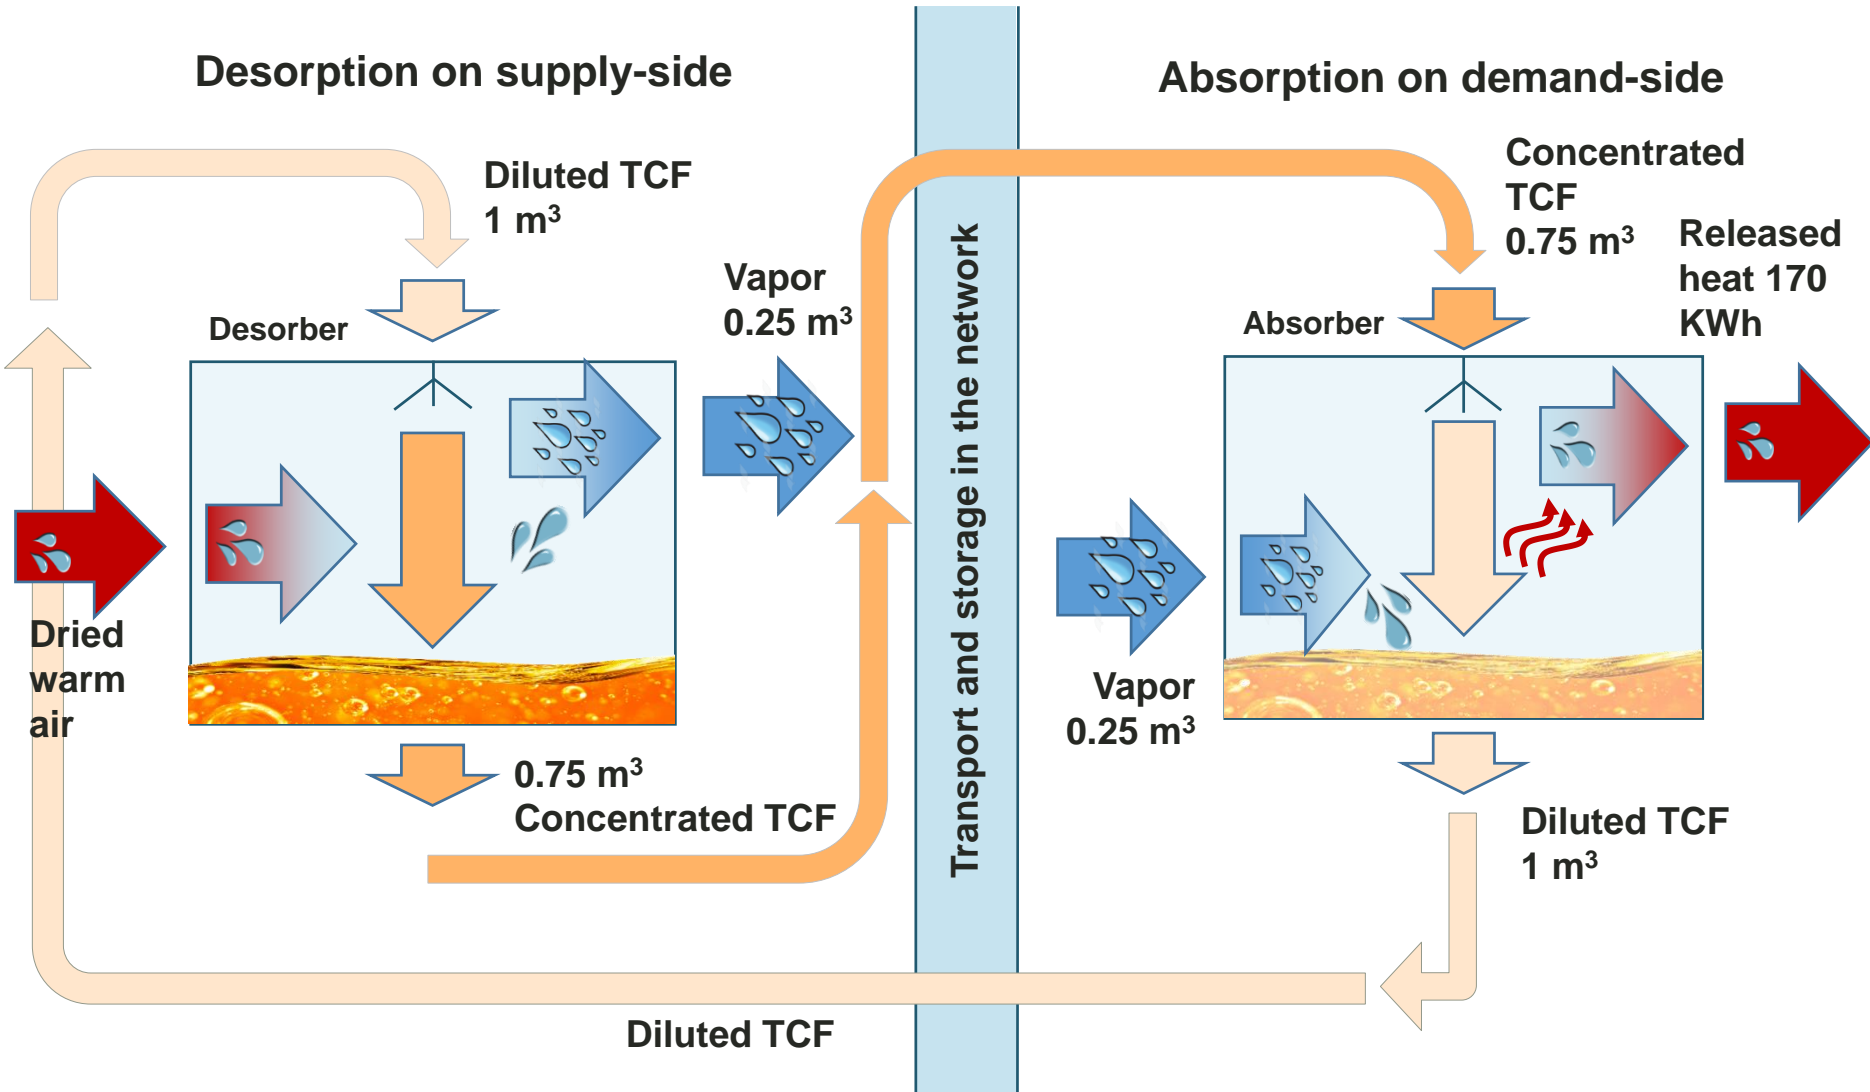 Desorption on supply-side
Absorption on demand-side
Diluted TCF
1 m³
Desorber
Vapor
0.25 m³
Dried
warm
air
0.75 m³
Concentrated TCF
Transport and storage in the network
Concentrated
TCF
0.75 m³
Released
heat 170
KWh
Absorber
Vapor
0.25 m³
Diluted TCF
1 m³
Diluted TCF